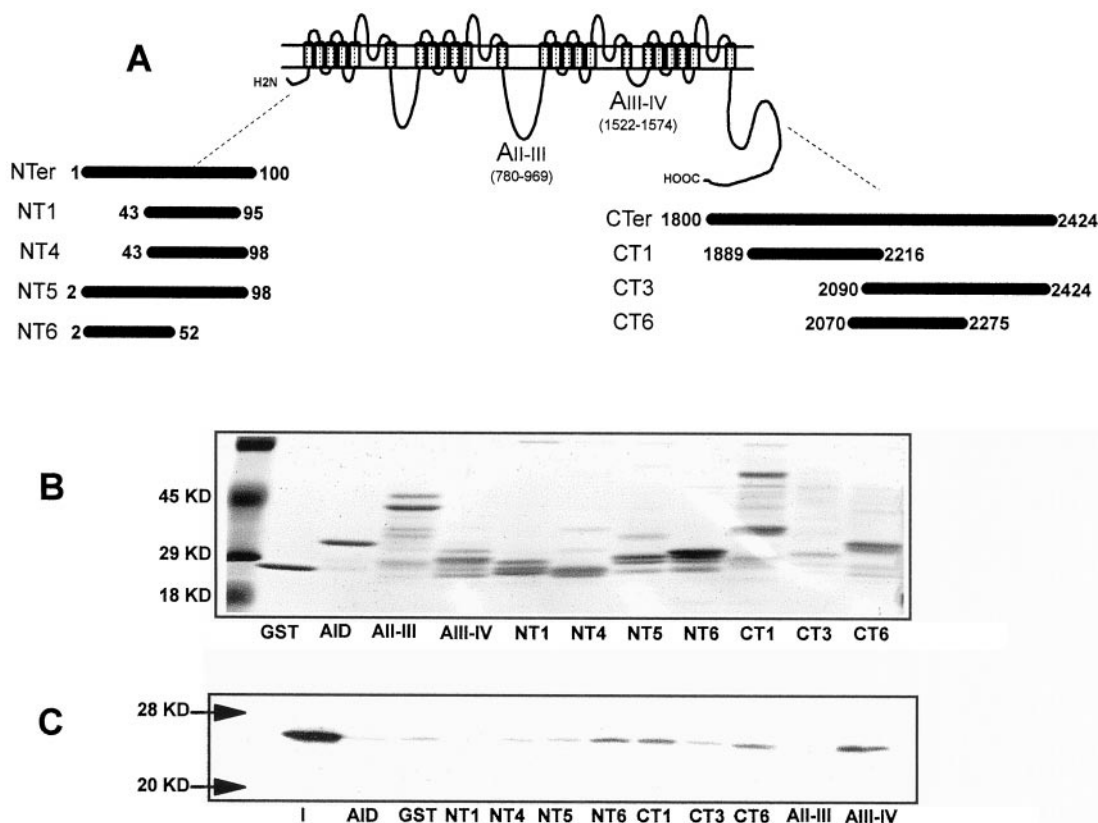 A
H2N
AIII-IV
(1522-1574)
AII-III
(780-969)
HOOC
NTer 1 100
NT1 43 95
NT4 43 98
NT5 2 98
NT6 2 52
CTer 1800 2424
CT1 1889 2216
CT3 2090 2424
CT6 2070 2275
B
45 KD
29 KD
18 KD
GST AID AII-III AIII-IV NT1 NT4 NT5 NT6 CT1 CT3 CT6
C
28 KD
20 KD
I AID GST NT1 NT4 NT5 NT6 CT1 CT3 CT6 AII-III AIII-IV